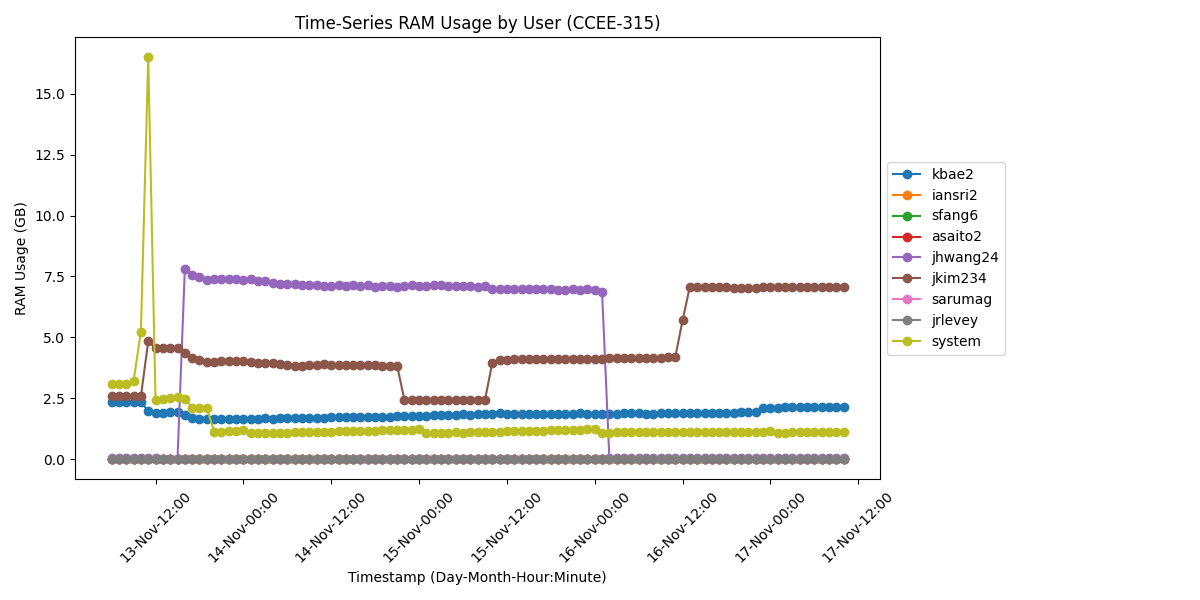 Time-Series RAM Usage by User (CCEE-315)
RAM Usage (GB)
15.0
12.5
10.0
7.5
5.0
2.5
0.0
13-Nov-12:00
14-Nov-00:00
14-Nov-12:00
15-Nov-00:00
15-Nov-12:00
16-Nov-00:00
16-Nov-12:00
17-Nov-00:00
17-Nov-12:00
Timestamp (Day-Month-Hour:Minute)
kbae2
iansri2
sfang6
asaito2
jhwang24
jkim234
sarumag
jrlevey
system